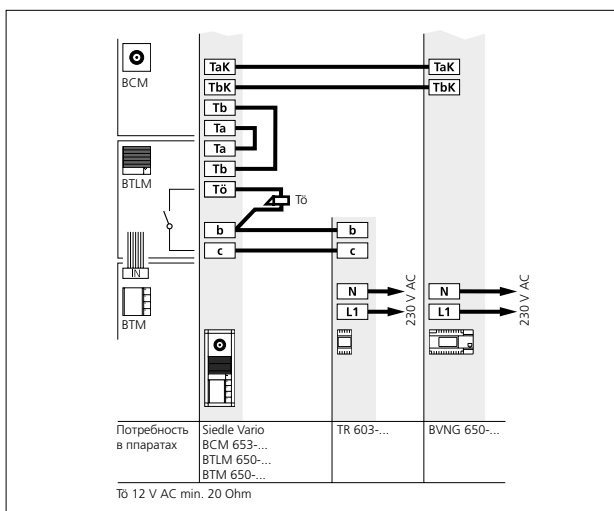 BCM
TaK
TaK
TbK
TbK
Tb
Ta
Ta
BTLM
Tb
Tö
Tö
b
b
c
c
IN
N
N
230 V AC
230 V AC
L1
L1
BTM
Потребность
в ппаратах
Siedle Vario
BCM 653-...
BTLM 650-...
BTM 650-...
TR 603-...
BVNG 650-...
Tö 12 V AC min. 20 Ohm